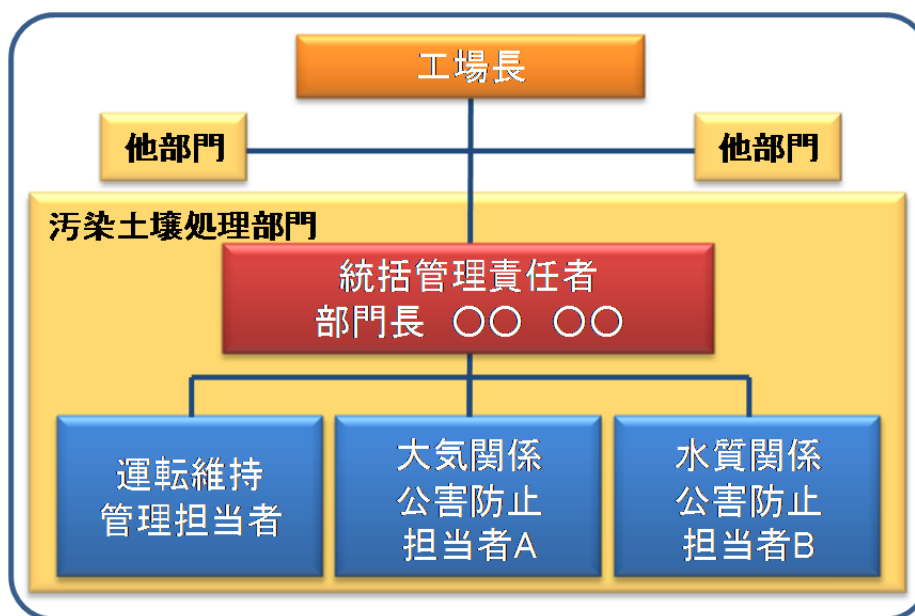 工場長
他部門
他部門
汚染土壌処理部門
統括管理責任者
部門長 ○○ ○○
運転維持
管理担当者
大気関係
公害防止
担当者A
水質関係
公害防止
担当者B